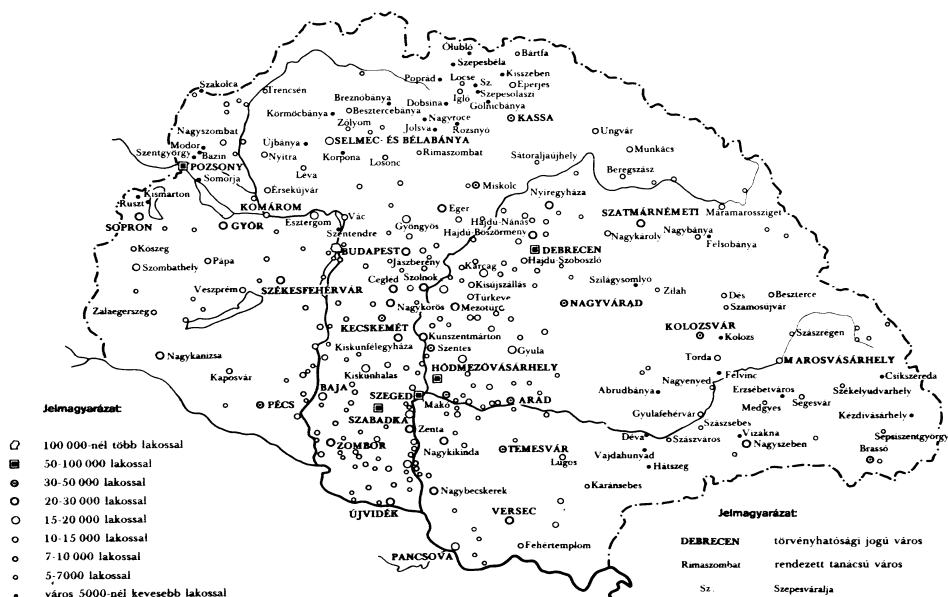 Ólubló
Bártfa
Szepesbéla
Szakolca
Trencsén
Poprád
Locse
Sz.
Kisszeben
Eperjes
Igló
Szepesolaszi
Breznóbánya
Dobsina
Gölnicbánya
Körmöcbánya
Besztercebánya
Nagyroce
KASSA
Zólyom
Jolsva
Rozsnyó
Nagyszombat
Ungvár
Modor
Újbánya
SELMEC- ÉS BÉLABÁNYA
Szentgyörgy
Bazin
Nyitra
Korpona
Losonc
Rimaszombat
Sátoraljaújhely
Munkács
POZSONY
Léva
Beregszász
Somorja
Kismarton
Érsekújvár
Miskolc
Nyíregyháza
Ruszt
KOMÁROM
Eger
SZATMÁRNÉMETI
Máramarossziget
SOPRON
GYŐR
Esztergom
Vác
Gyöngyös
Hajdú-Nánás
Szentendre
Hajdú-Böszörmény
Nagykároly
Nagybánya
Felsőbánya
Kőszeg
BUDAPEST
DEBRECEN
Jászberény
Hajdú-Szoboszló
Szombathely
Pápa
Karcag
Cegléd
Szolnok
Kisújszállás
Szilágysomlyo
Zilah
Veszprém
SZÉKESFEHÉRVÁR
Túrkeve
Dés
Beszterce
Nagykőrös
Mezőtúr
NAGYVÁRAD
Szamosújvár
Zalaegerszeg
KECSKEMÉT
KOLOZSVÁR
Kunszentmárton
Kolozs
Szászrégen
Kiskunfélegyháza
Szentes
Gyula
Nagykanizsa
Torda
MAROSVÁSÁRHELY
Kaposvár
Kiskunhalas
HÓDMEZŐVÁSÁRHELY
Felvinc
Csikszereda
BAJA
Nagyenyed
Erzsébetváros
Székelyudvarhely
SZEGED
Abrudbánya
PÉCS
Makó
ARAD
Medgyes
Segesvár
SZABADKA
Gyulafehérvár
Kézdivásárhely
Zenta
Szászsebes
ZOMBOR
Déva
Szászváros
Vizakna
Sepsiszentgyörgy
Nagykikinda
TEMESVÁR
Vajdahunyad
Nagyszeben
Brassó
Lugos
Hátszeg
Nagybecskerek
Karánsebes
ÚJVIDÉK
VERSEC
PANCSOVA
Fehértemplom
Jelmagyarázat:
100 000-nél több lakossal
50-100 000 lakossal
30-50 000 lakossal
20-30 000 lakossal
15-20 000 lakossal
10-15 000 lakossal
7-10 000 lakossal
5-7000 lakossal
város 5000-nél kevesebb lakossal
Jelmagyarázat:
DEBRECEN törvényhatósági jogú város
Rimaszombat rendezett tanácsú város
Sz. Szepesváralja